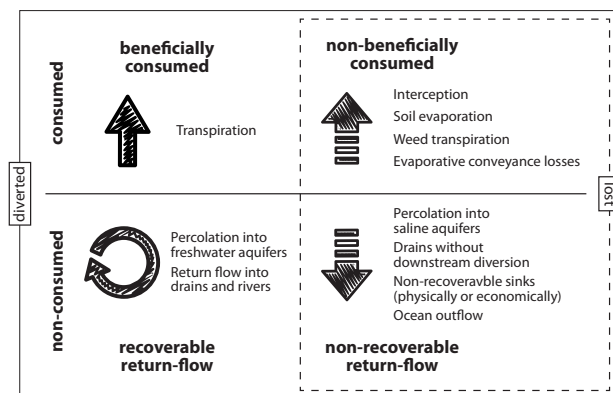 beneficially
consumed
non-beneficially
consumed
consumed
Transpiration
Interception
Soil evaporation
Weed transpiration
Evaporative conveyance losses
diverted
lost
non-consumed
Percolation into
freshwater aquifers
Return flow into
drains and rivers
Percolation into
saline aquifers
Drains without
downstream diversion
Non-recoveravble sinks
(physically or economically)
Ocean outflow
recoverable
return-flow
non-recoverable
return-flow